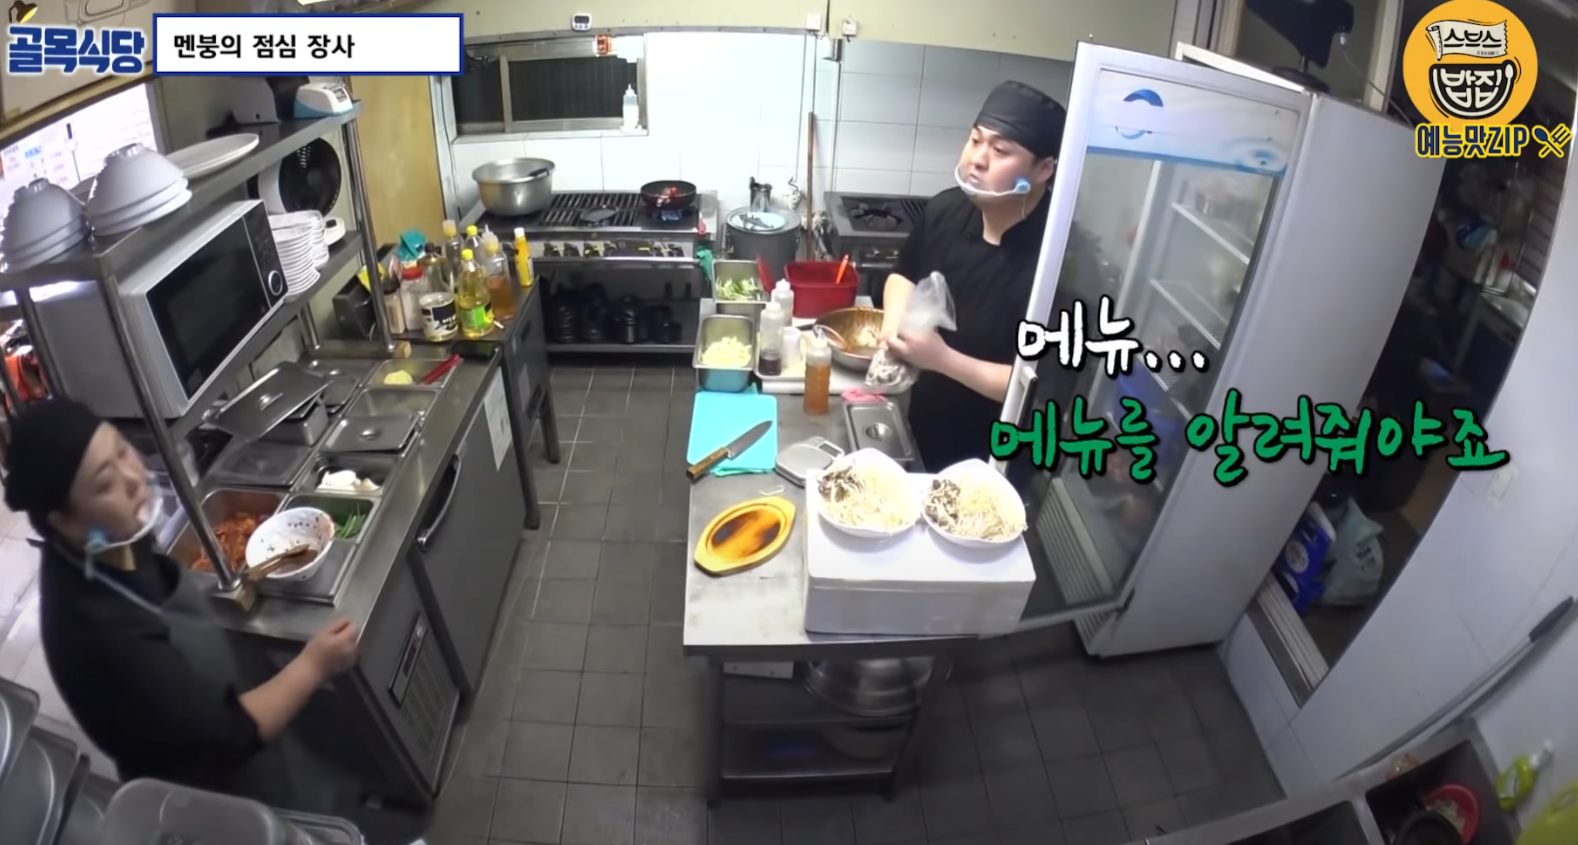 골목식당
멘붕의 점심 장사
스브스
밥집
예능맛ZIP
메뉴...
메뉴를 알려줘야죠